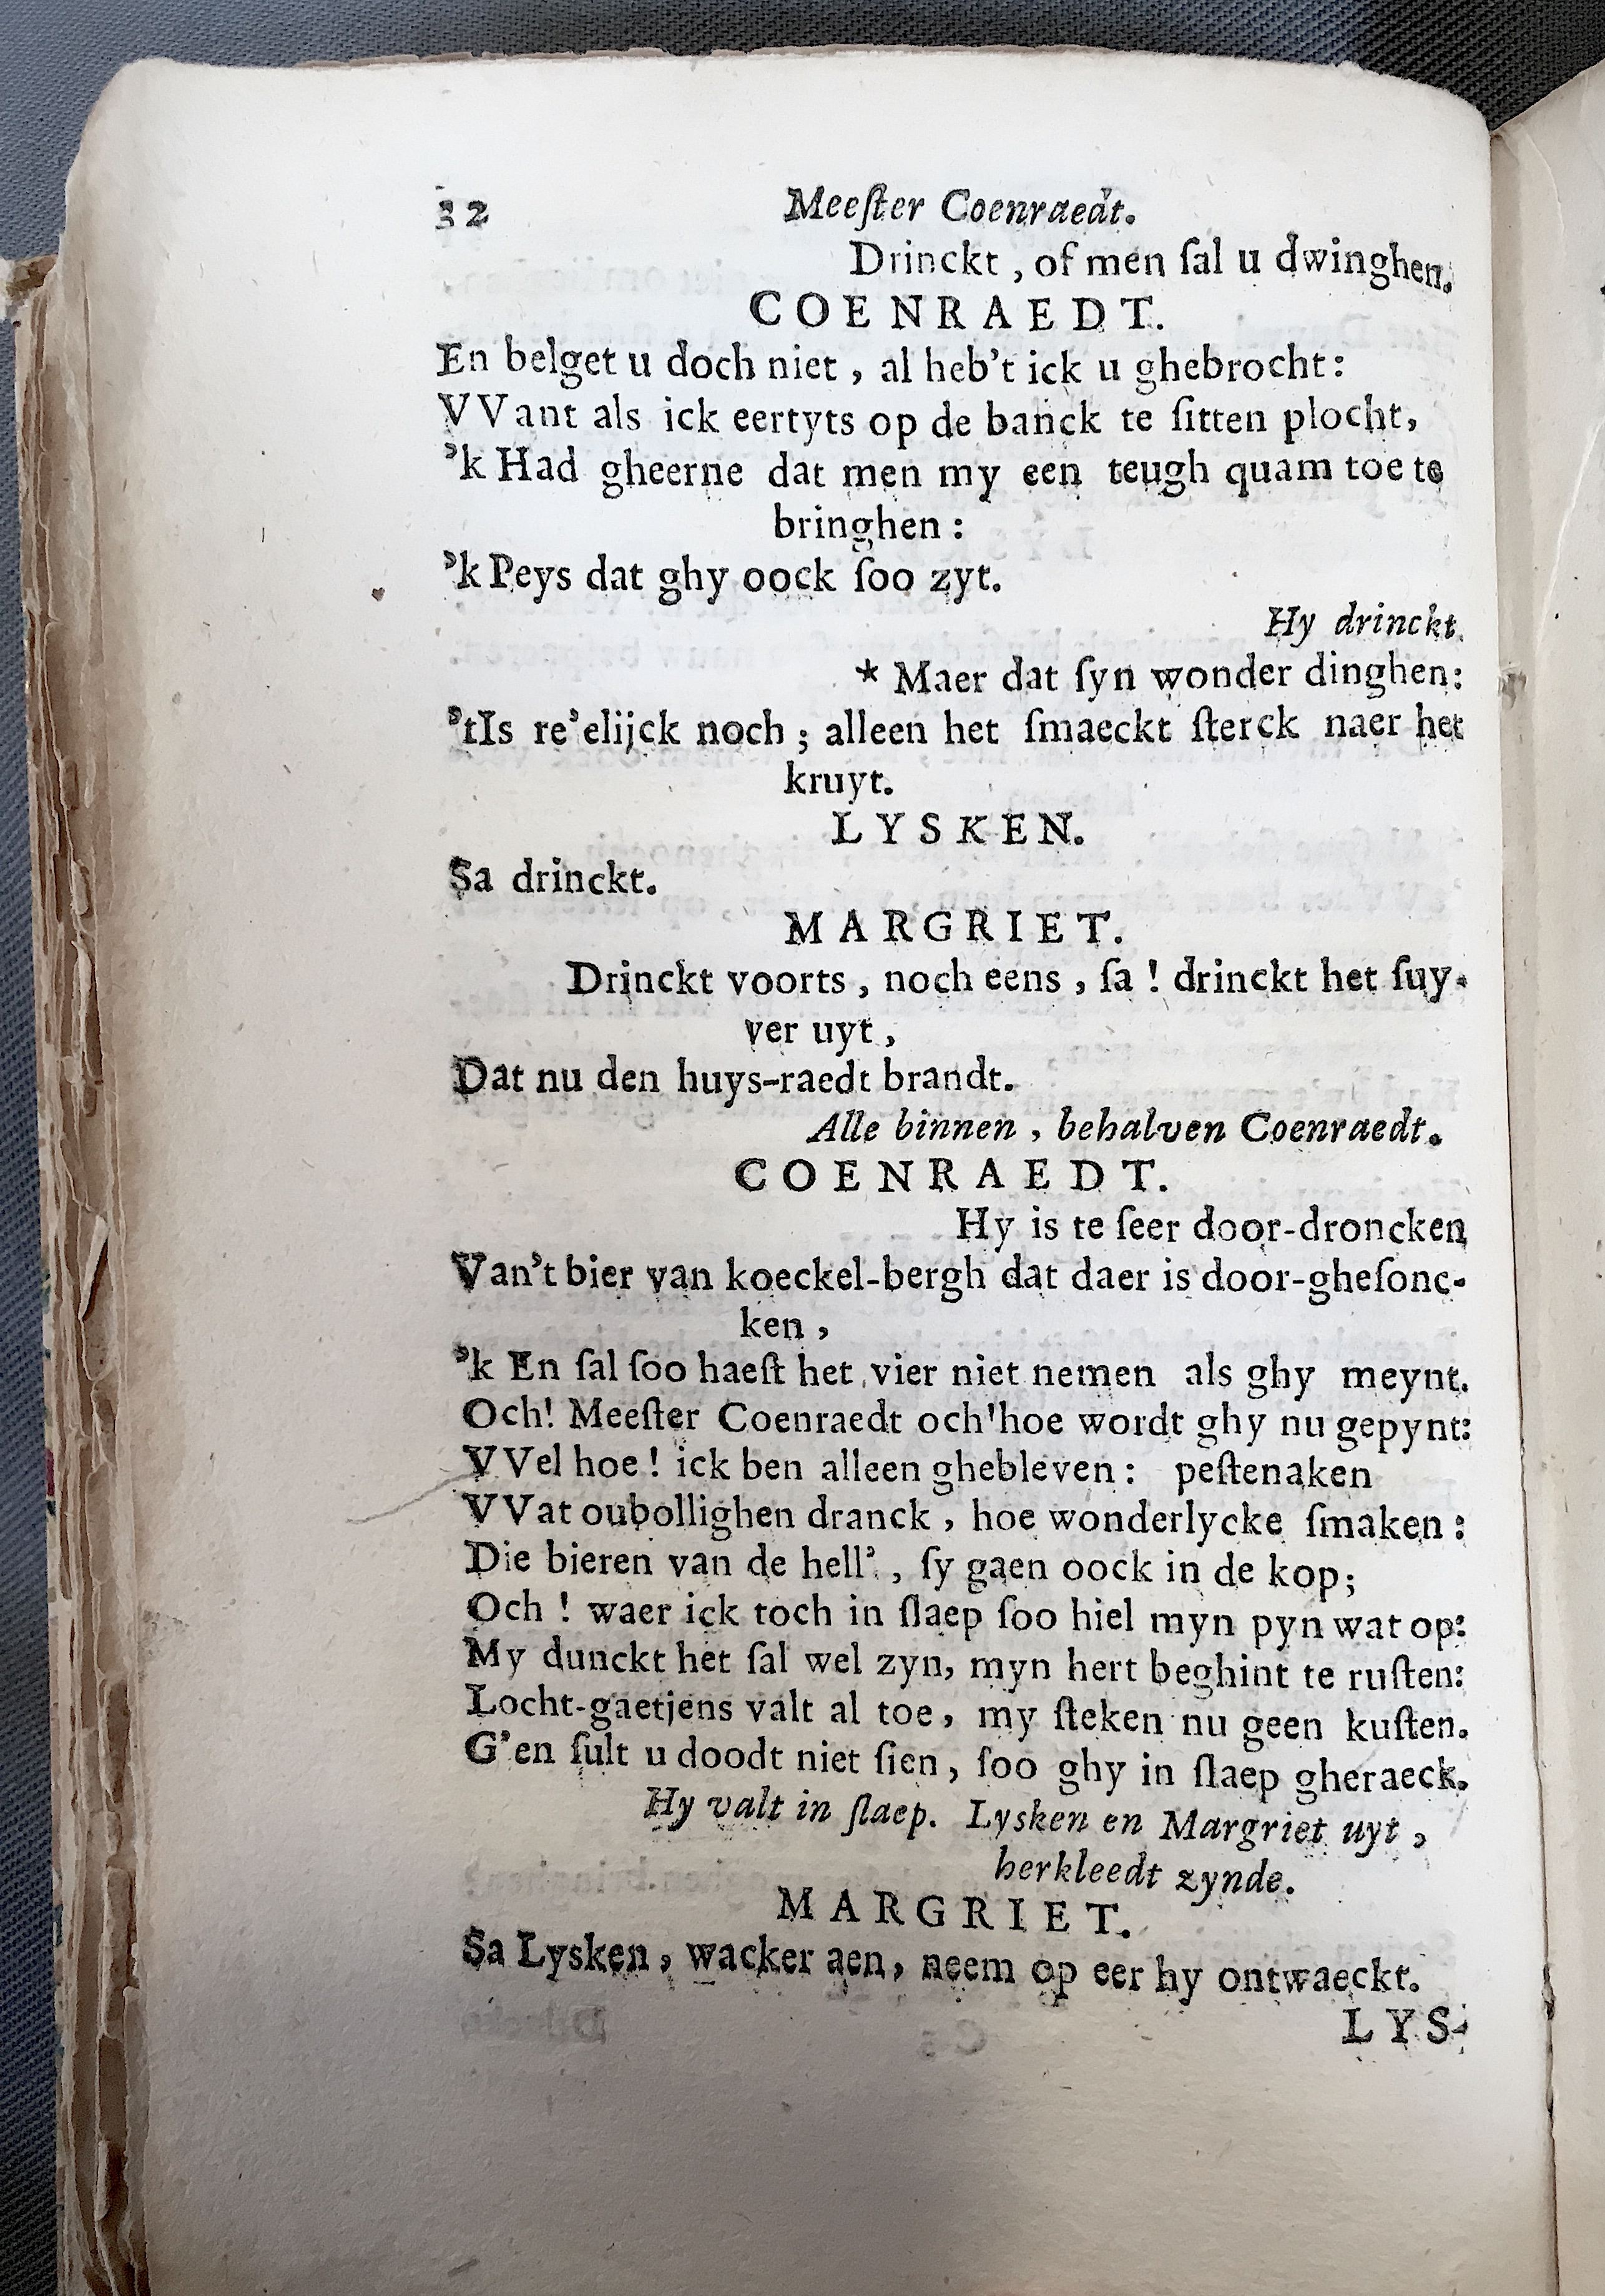 32 Meeſter Coenraedt.
Drinckt, of men ſal u dwinghen.
COENRAEDT.
En belget u doch niet, al heb't ick u ghebrocht:
VVant als ick eertyts op de banck te ſitten plocht,
'k Had gheerne dat men my een teugh quam toe te
bringhen:
'k Peys dat ghy oock ſoo zyt.
Hy drinckt.
* Maer dat ſyn wonder dinghen:
'tIs re'elijck noch; alleen het ſmaeckt ſterck naer het
kruyt.
LYSKEN.
Sa drinckt.
MARGRIET.
Drinckt voorts, noch eens, ſa! drinckt het ſuy-
ver uyt,
Dat nu den huys-raedt brandt.
Alle binnen, behalven Coenraedt.
COENRAEDT.
Hy is te ſeer door-droncken
Van't bier van koeckel-bergh dat daer is door-gheſonc-
ken,
'k En ſal ſoo haeſt het vier niet nemen als ghy meynt.
Och! Meeſter Coenraedt och'hoe wordt ghy nu gepynt:
VVel hoe! ick ben alleen ghebleven: peſtenaken
VVat oubollighen dranck, hoe wonderlycke ſmaken:
Die bieren van de hell', ſy gaen oock in de kop;
Och! waer ick toch in ſlaep ſoo hiel myn pyn wat op:
My dunckt het ſal wel zyn, myn hert beghint te ruſten:
Locht-gaetjens valt al toe, my ſteken nu geen kuſten.
G'en ſult u doodt niet ſien, ſoo ghy in ſlaep gheraeck.
Hy valt in ſlaep. Lysken en Margriet uyt,
herkleedt zynde.
MARGRIET.
Sa Lysken, wacker aen, neem op eer hy ontwaeckt.
LYS-